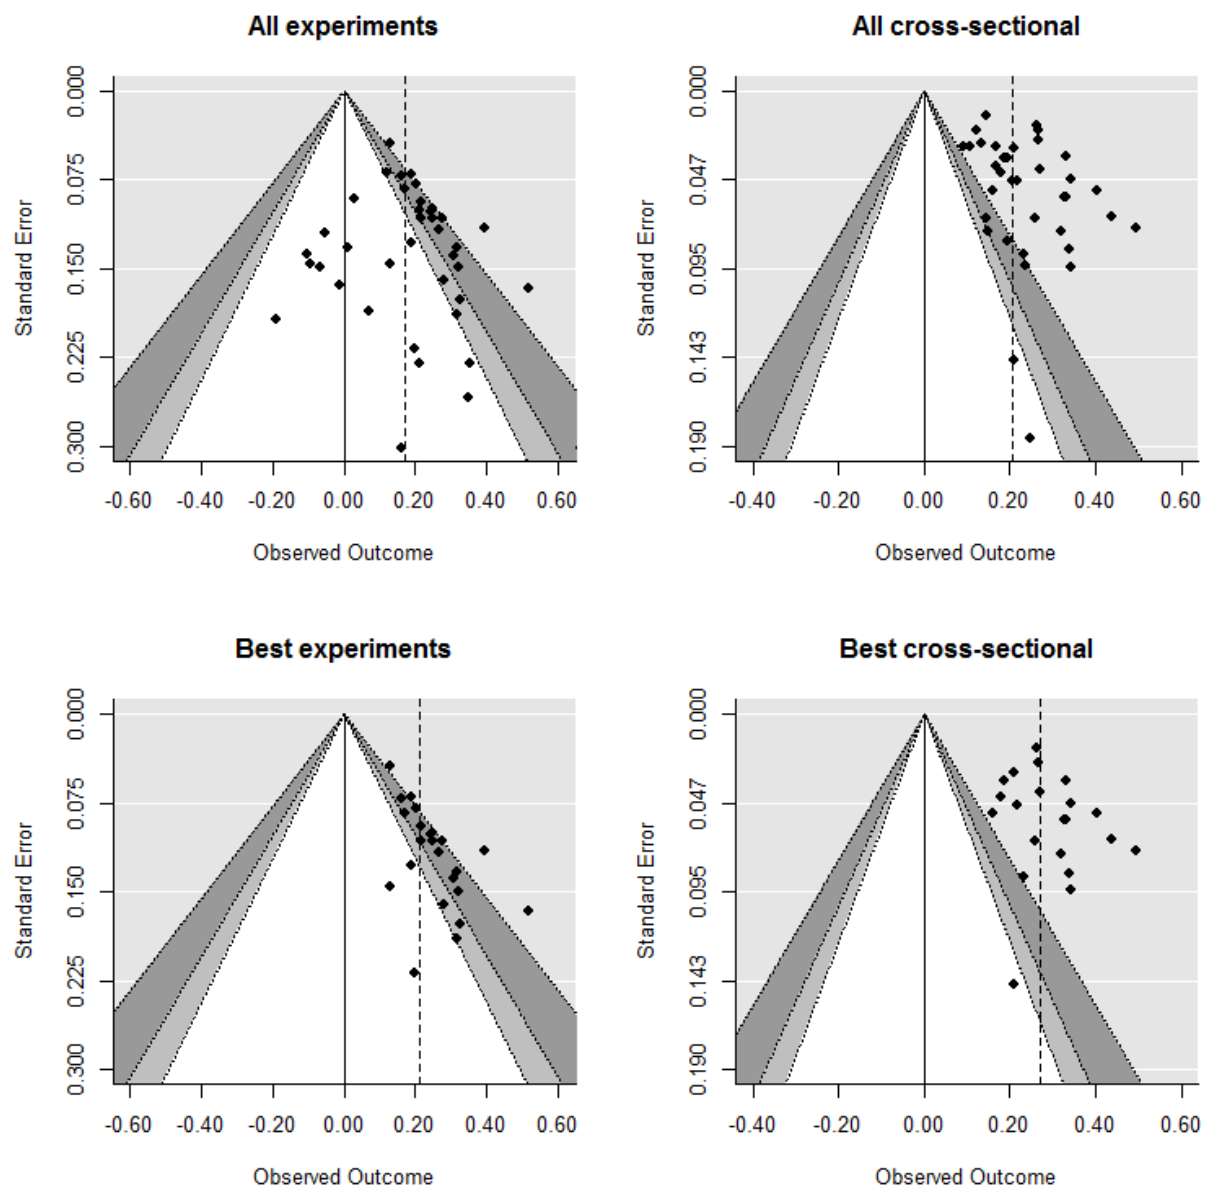 All experiments
Standard Error
0.000
0.075
0.150
0.225
0.300
-0.60 -0.40 -0.20 0.00 0.20 0.40 0.60
Observed Outcome
All cross-sectional
Standard Error
0.000
0.047
0.095
0.143
0.190
-0.40 -0.20 0.00 0.20 0.40 0.60
Observed Outcome
Best experiments
Standard Error
0.000
0.075
0.150
0.225
0.300
-0.60 -0.40 -0.20 0.00 0.20 0.40 0.60
Observed Outcome
Best cross-sectional
Standard Error
0.000
0.047
0.095
0.143
0.190
-0.40 -0.20 0.00 0.20 0.40 0.60
Observed Outcome